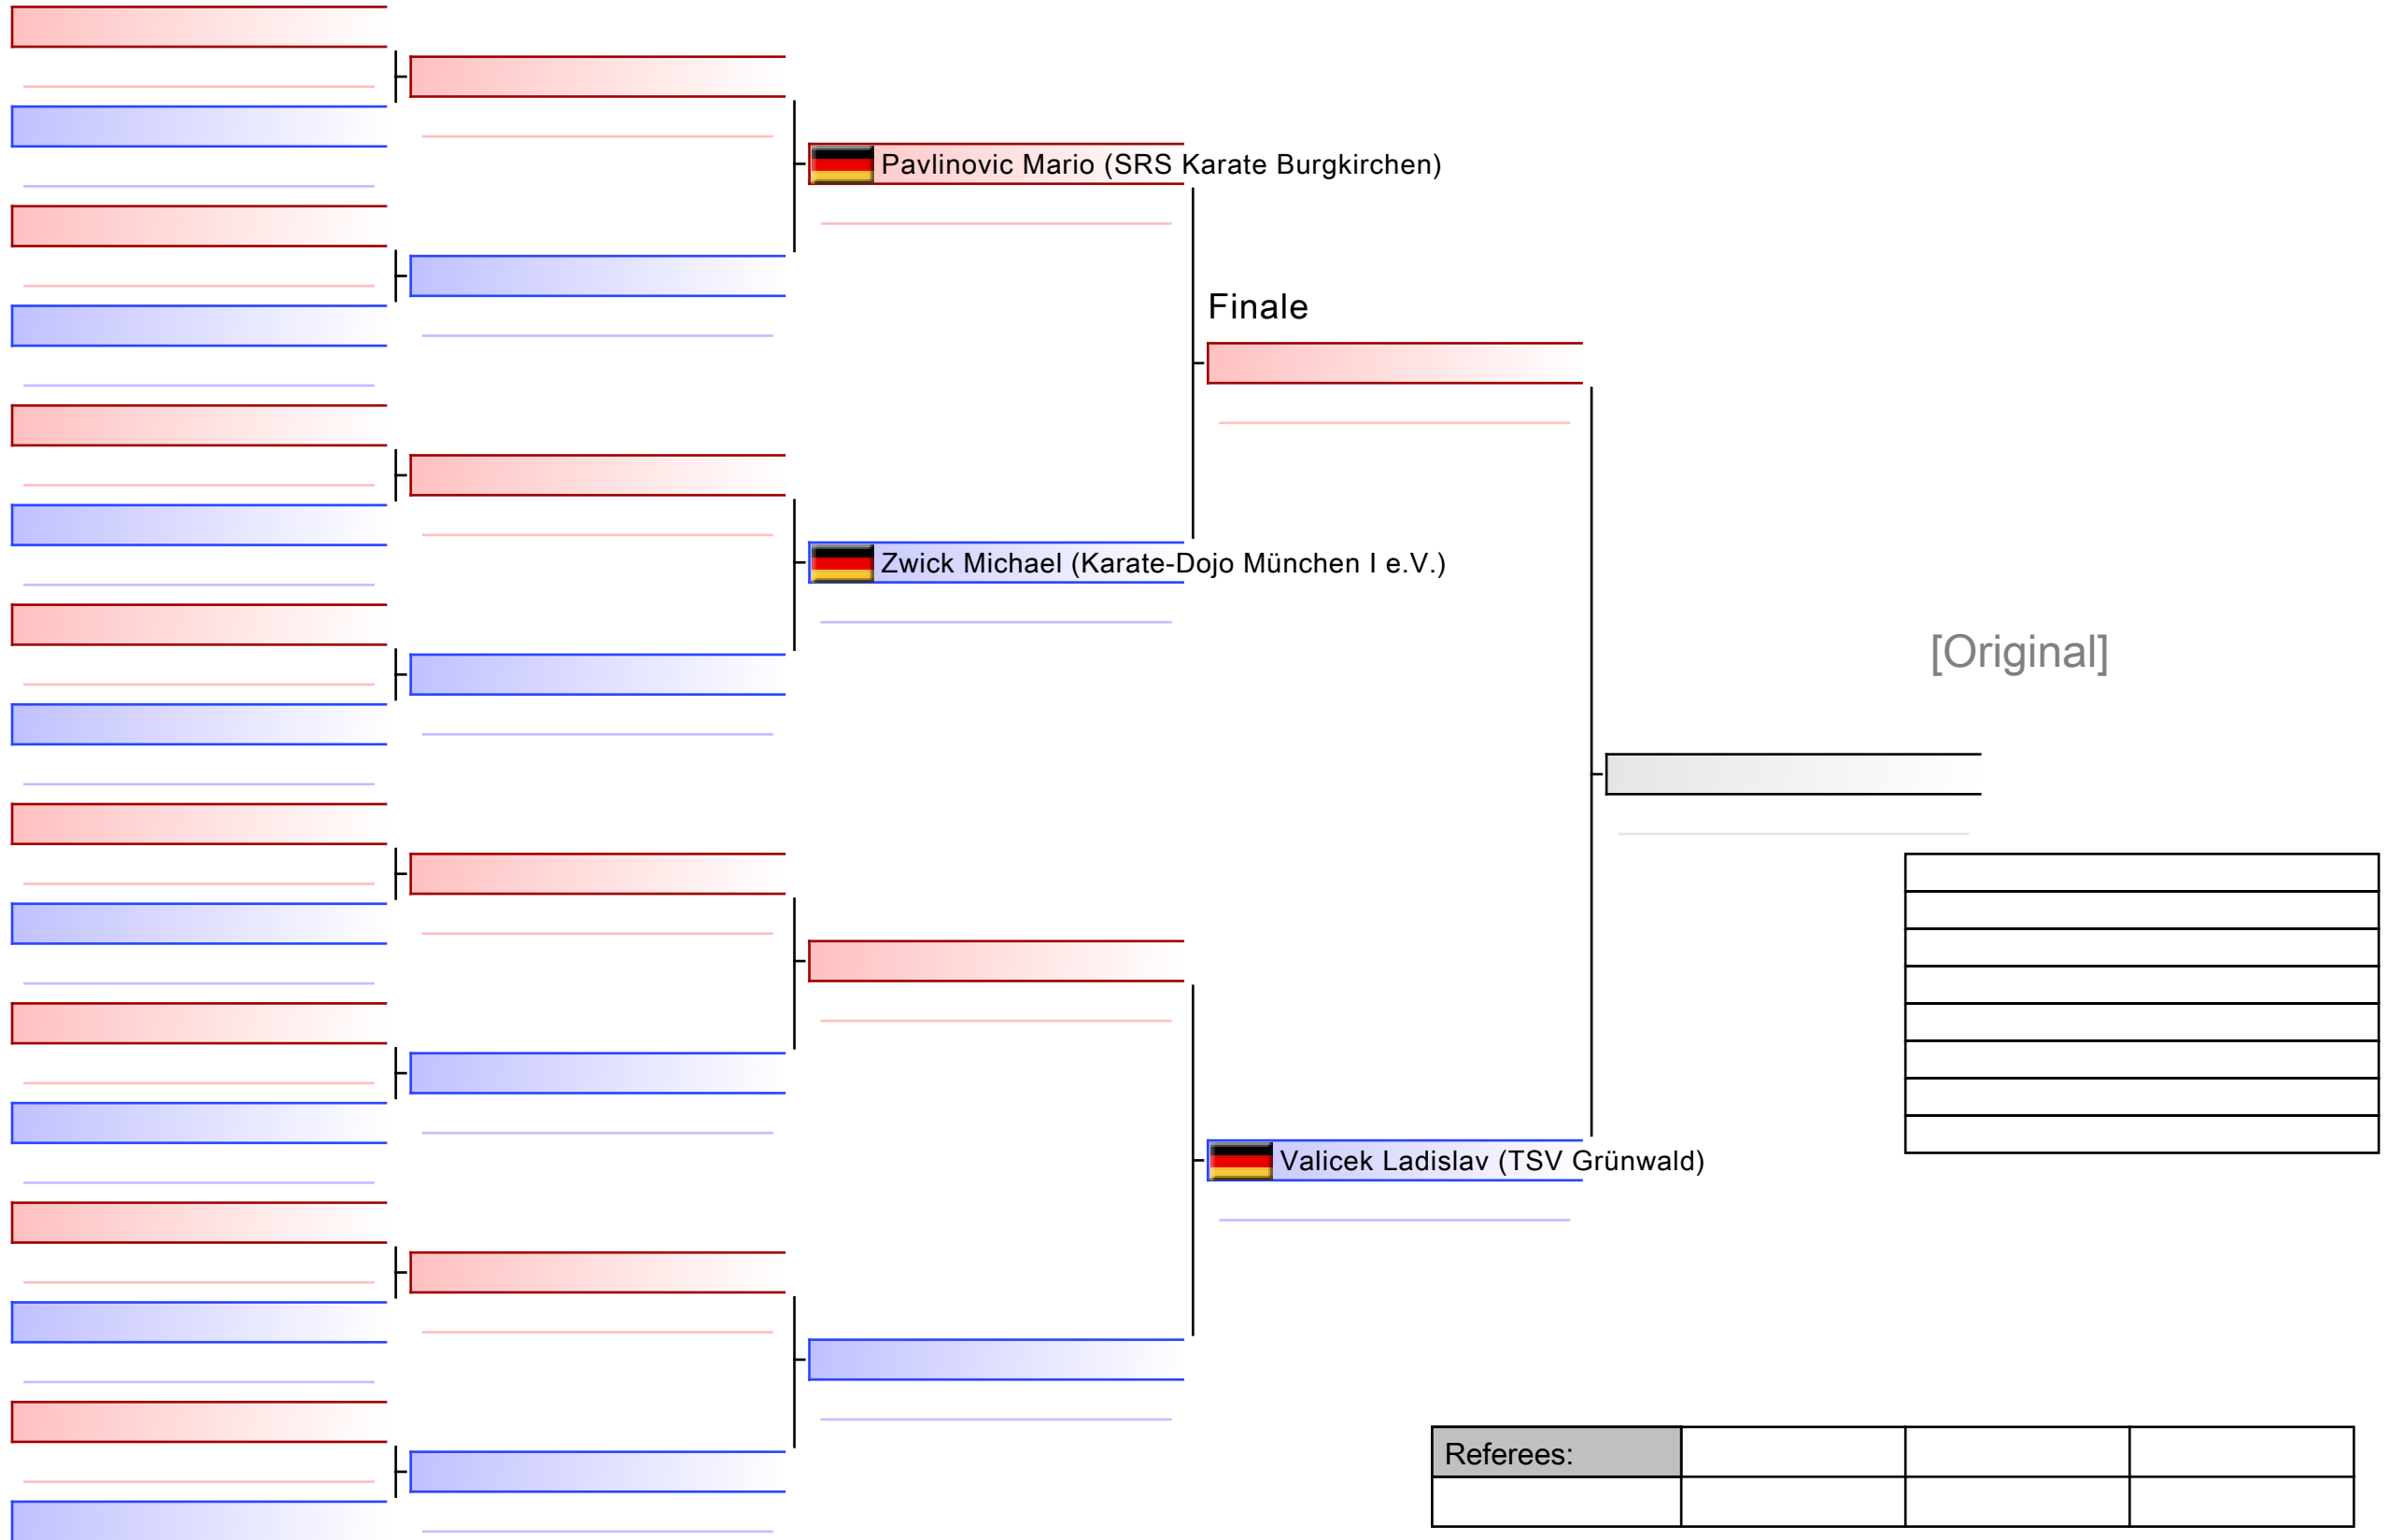 Pavlinovic Mario (SRS Karate Burgkirchen)
Finale
Zwick Michael (Karate-Dojo München I e.V.)
[Original]
Valicek Ladislav (TSV Grünwald)
Referees: